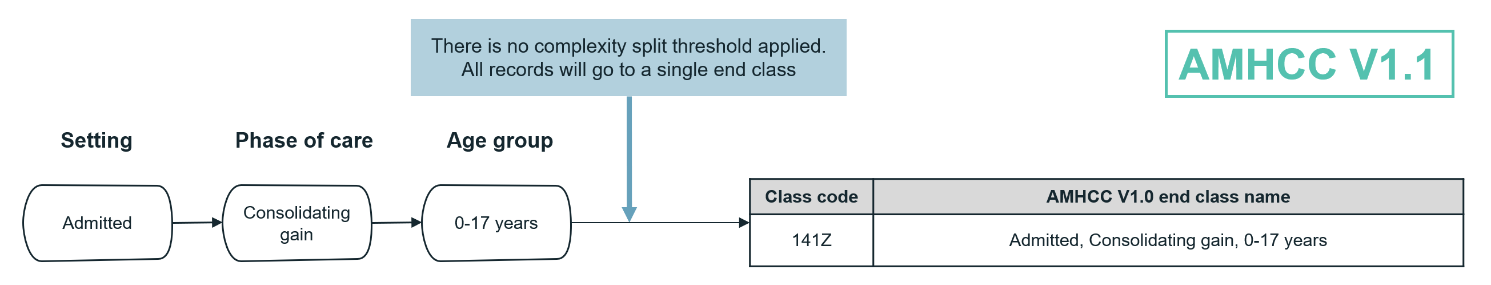 There is no complexity split threshold applied.
All records will go to a single end class
AMHCC V1.1
Setting
Phase of care
Age group
Admitted
Consolidating
gain
0-17 years
Class code
AMHCC V1.0 end class name
141Z
Admitted, Consolidating gain, 0-17 years